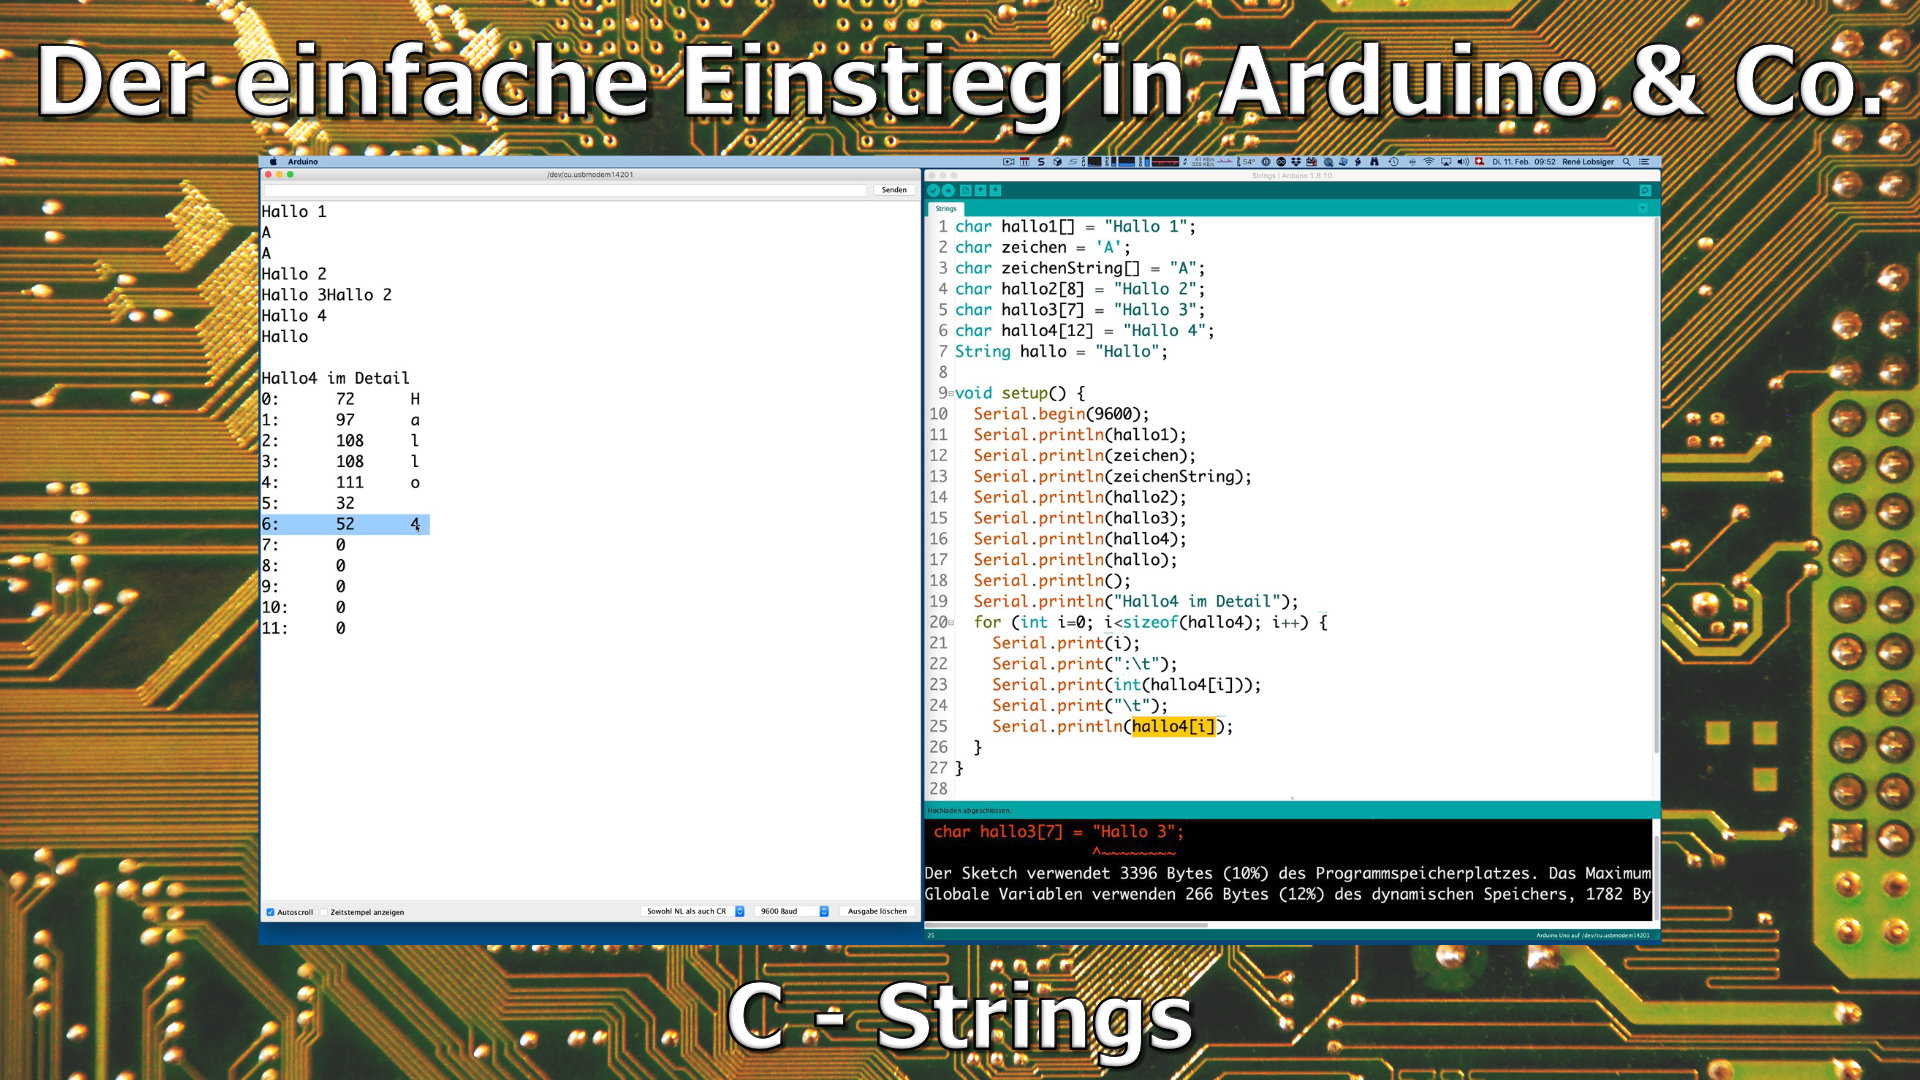 Der einfache Einstieg in Arduino & Co.
Arduino
Di. 11. Feb. 09:52 René Lobsiger
/dev/cu.usbmodem14201
Senden
Hallo 1
A
A
Hallo 2
Hallo 3Hallo 2
Hallo 4
Hallo
Hallo4 im Detail
0: 72 H
1: 97 a
2: 108 l
3: 108 l
4: 111 o
5: 32
6: 52 4
7: 0
8: 0
9: 0
10: 0
11: 0
Autoscroll Zeitstempel anzeigen Sowohl NL als auch CR 9600 Baud Ausgabe löschen
Strings | Arduino 1.8.10
Strings
1 char hallo1[] = "Hallo 1";
2 char zeichen = 'A';
3 char zeichenString[] = "A";
4 char hallo2[8] = "Hallo 2";
5 char hallo3[7] = "Hallo 3";
6 char hallo4[12] = "Hallo 4";
7 String hallo = "Hallo";
8
9 void setup() {
10 Serial.begin(9600);
11 Serial.println(hallo1);
12 Serial.println(zeichen);
13 Serial.println(zeichenString);
14 Serial.println(hallo2);
15 Serial.println(hallo3);
16 Serial.println(hallo4);
17 Serial.println(hallo);
18 Serial.println();
19 Serial.println("Hallo4 im Detail");
20 for (int i=0; i<sizeof(hallo4); i++) {
21 Serial.print(i);
22 Serial.print(":\t");
23 Serial.print(int(hallo4[i]));
24 Serial.print("\t");
25 Serial.println(hallo4[i]);
26 }
27 }
28
Hochladen abgeschlossen.
char hallo3[7] = "Hallo 3";
^~~~~~~~~
Der Sketch verwendet 3396 Bytes (10%) des Programmspeicherplatzes. Das Maximum
Globale Variablen verwenden 266 Bytes (12%) des dynamischen Speichers, 1782 By
25 Arduino Uno auf /dev/cu.usbmodem14201
C - Strings